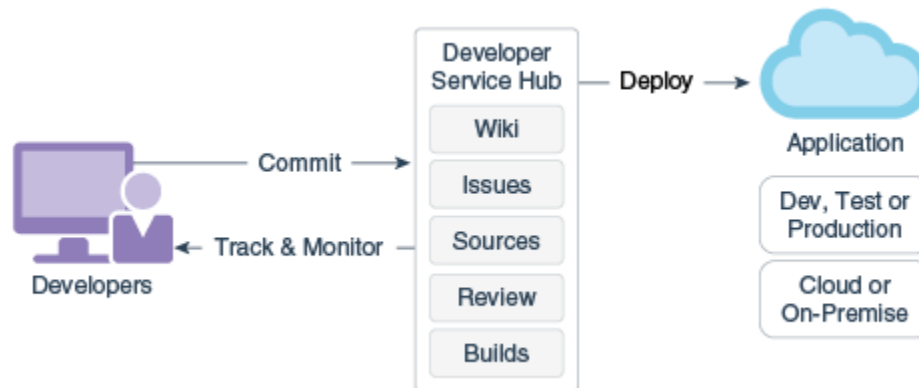 Developer
Service Hub
Wiki
Issues
Sources
Review
Builds
Commit
Track & Monitor
Developers
Deploy
Application
Dev, Test or
Production
Cloud or
On-Premise